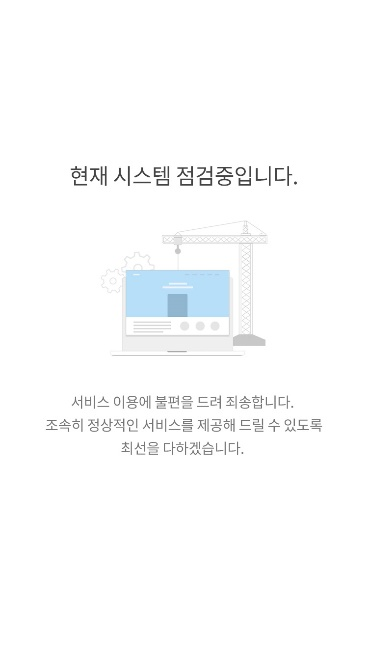 현재 시스템 점검중입니다.
서비스 이용에 불편을 드려 죄송합니다.
조속히 정상적인 서비스를 제공해 드릴 수 있도록
최선을 다하겠습니다.